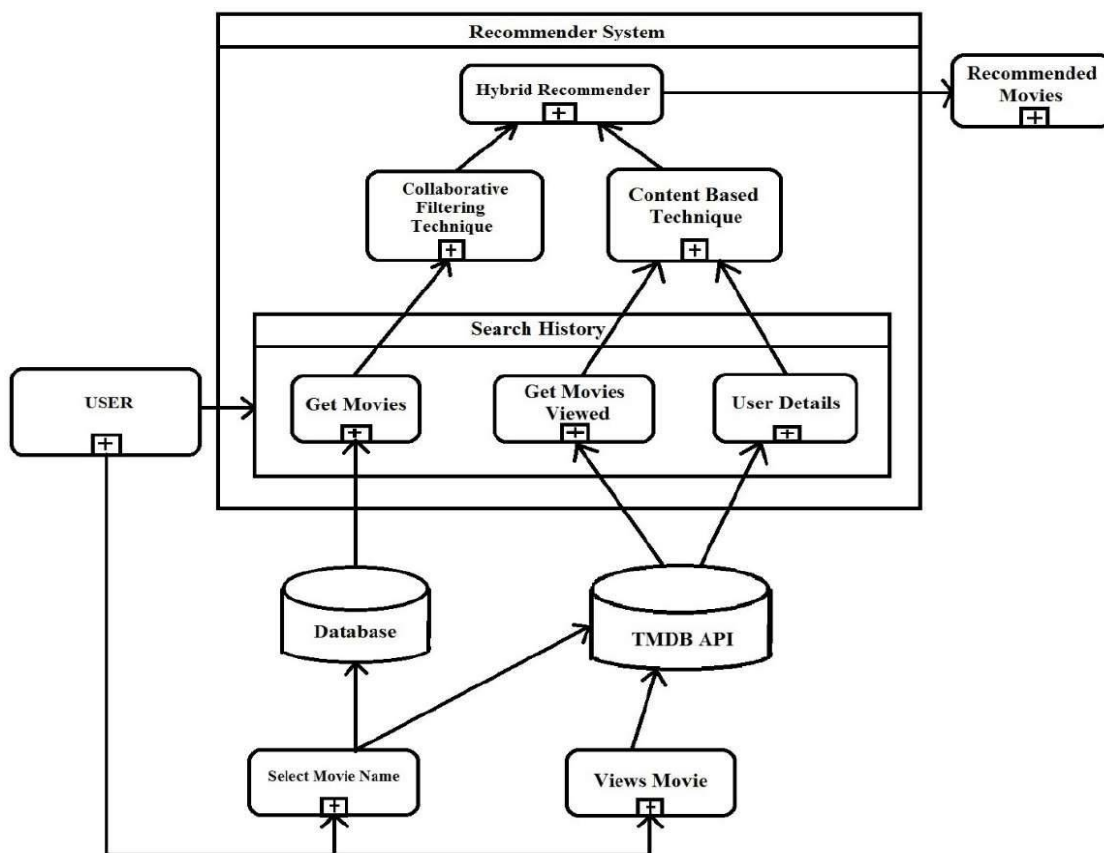 Recommender System
Hybrid Recommender
Recommended
Movies
Collaborative
Filtering
Technique
Content Based
Technique
Search History
USER
Get Movies
Get Movies
Viewed
User Details
Database
TMDB API
Select Movie Name
Views Movie